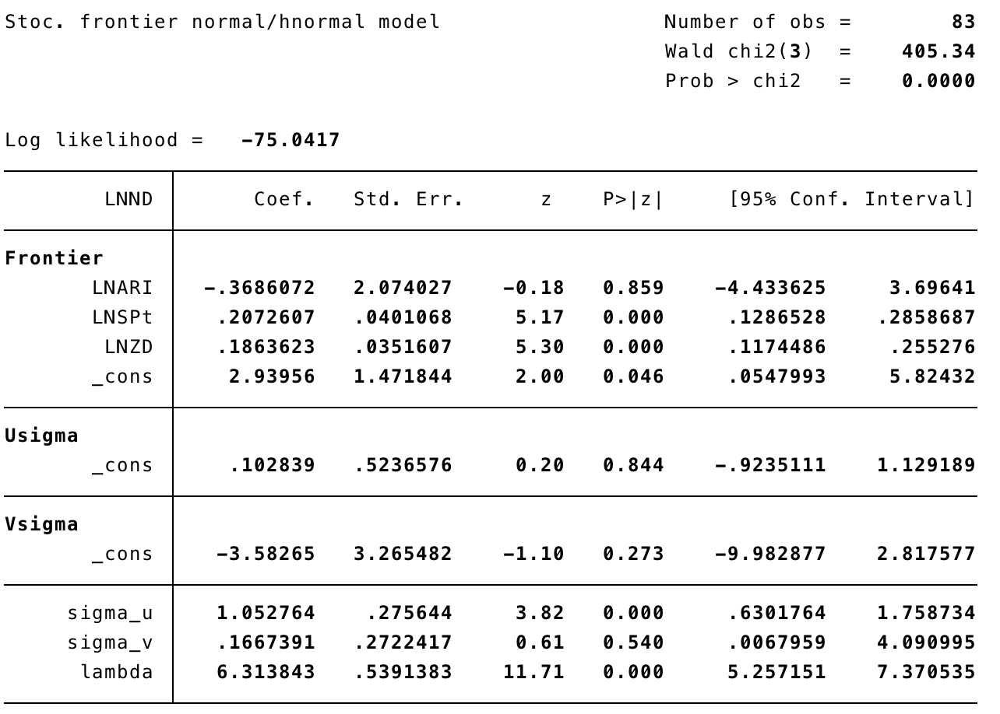 Stoc. frontier normal/hnormal model Number of obs = 83
Wald chi2(3) = 405.34
Prob > chi2 = 0.0000
Log likelihood = -75.0417
LNND Coef. Std. Err. z P>|z| [95% Conf. Interval]
Frontier
LNARI -.3686072 2.074027 -0.18 0.859 -4.433625 3.69641
LNSPt .2072607 .0401068 5.17 0.000 .1286528 .2858687
LNZD .1863623 .0351607 5.30 0.000 .1174486 .255276
_cons 2.93956 1.471844 2.00 0.046 .0547993 5.82432
Usigma
_cons .102839 .5236576 0.20 0.844 -.9235111 1.129189
Vsigma
_cons -3.58265 3.265482 -1.10 0.273 -9.982877 2.817577
sigma_u 1.052764 .275644 3.82 0.000 .6301764 1.758734
sigma_v .1667391 .2722417 0.61 0.540 .0067959 4.090995
lambda 6.313843 .5391383 11.71 0.000 5.257151 7.370535